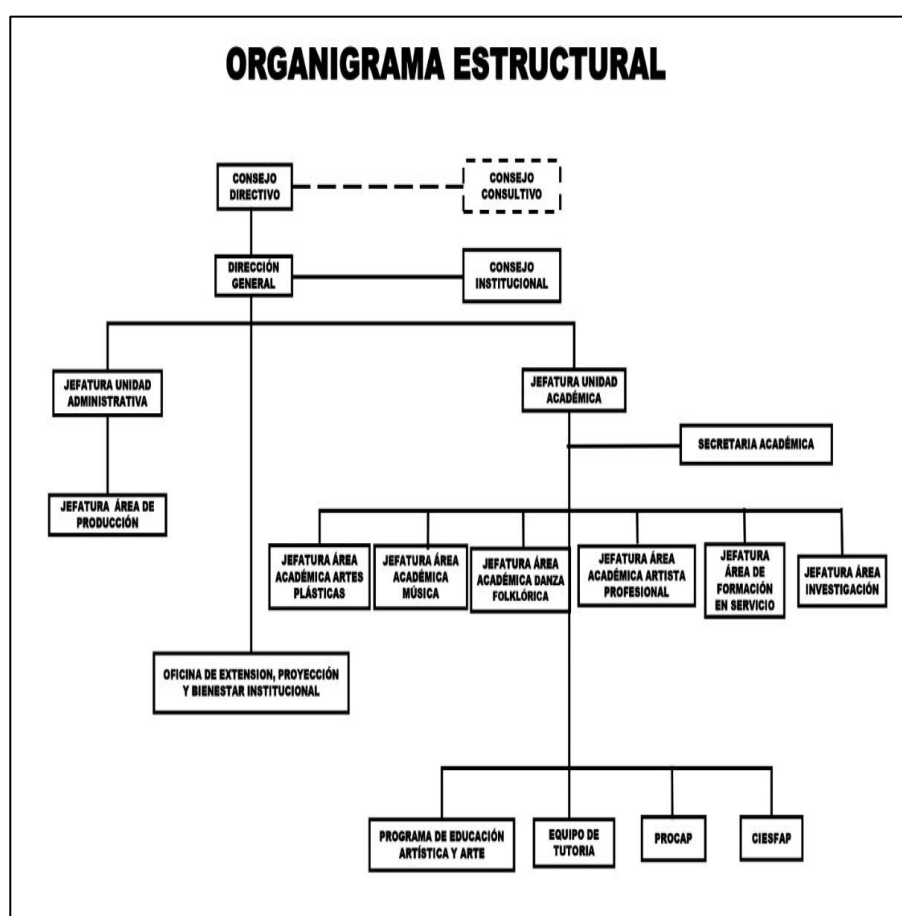 ORGANIGRAMA ESTRUCTURAL
CONSEJO
DIRECTIVO
CONSEJO
CONSULTIVO
DIRECCIÓN
GENERAL
CONSEJO
INSTITUCIONAL
JEFATURA UNIDAD
ADMINISTRATIVA
JEFATURA UNIDAD
ACADÉMICA
SECRETARIA ACADÉMICA
JEFATURA ÁREA DE
PRODUCCIÓN
JEFATURA ÁREA
ACADÉMICA ARTES
PLÁSTICAS
JEFATURA ÁREA
ACADÉMICA
MÚSICA
JEFATURA ÁREA
ACADÉMICA DANZA
FOLKLÓRICA
JEFATURA ÁREA
ACADÉMICA ARTISTA
PROFESIONAL
JEFATURA
ÁREA DE
FORMACIÓN
EN SERVICIO
JEFATURA ÁREA
INVESTIGACIÓN
OFICINA DE EXTENSION, PROYECCIÓN
Y BIENESTAR INSTITUCIONAL
PROGRAMA DE EDUCACIÓN
ARTÍSTICA Y ARTE
EQUIPO DE
TUTORIA
PROCAP
CIESFAP